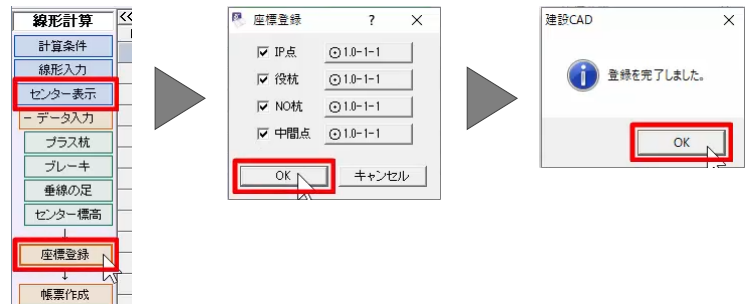 線形計算
計算条件
線形入力
センター表示
− データ入力
プラス杭
ブレーキ
垂線の足
センター標高
↓
座標登録
↓
帳票作成
座標登録
IP点 1.0-1-1
役杭 1.0-1-1
NO杭 1.0-1-1
中間点 1.0-1-1
OK キャンセル
建設CAD
登録を完了しました。
OK